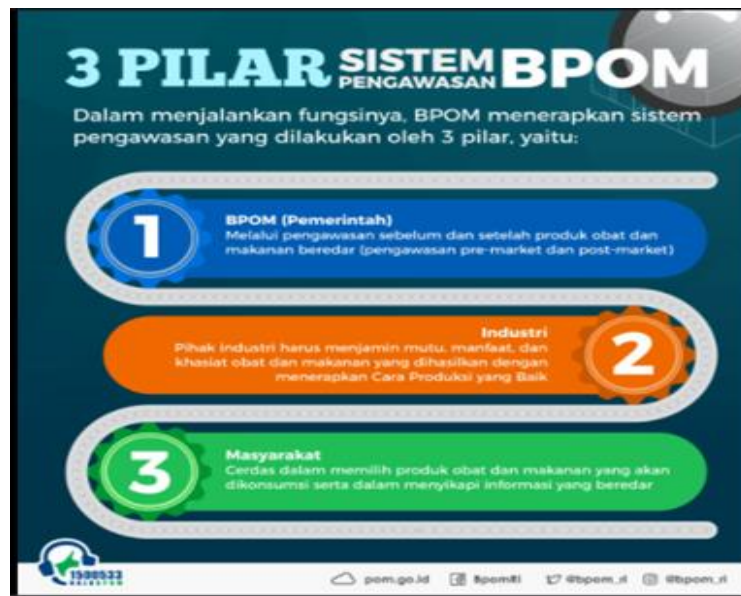 3 PILAR SISTEM PENGAWASAN BPOM
Dalam menjalankan fungsinya, BPOM menerapkan sistem
pengawasan yang dilakukan oleh 3 pilar, yaitu:
1
BPOM (Pemerintah)
Melalui pengawasan sebelum dan setelah produk obat dan
makanan beredar (pengawasan pre-market dan post-market)
Industri
Pihak industri harus menjamin mutu, manfaat, dan
khasiat obat dan makanan yang dihasilkan dengan
menerapkan Cara Produksi yang Baik
2
3
Masyarakat
Cerdas dalam memilih produk obat dan makanan yang akan
dikonsumsi serta dalam menyikapi informasi yang beredar
1500533
HALOBPOM
pom.go.id
BpomRI
@bpom_ri
@bpom_ri